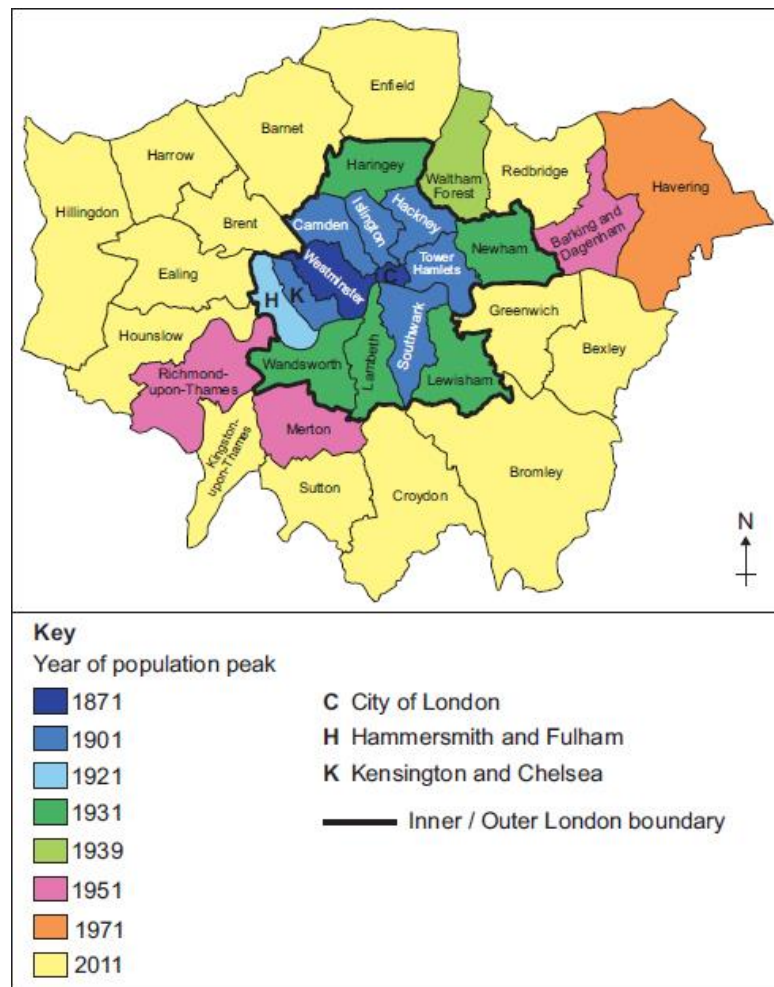 Enfield
Barnet
Harrow
Haringey
Waltham
Forest
Redbridge
Havering
Hillingdon
Brent
Camden
Islington
Hackney
Barking and
Dagenham
Ealing
Westminster
C
Tower
Hamlets
Newham
H
K
Hounslow
Greenwich
Bexley
Richmond-
upon-Thames
Wandsworth
Lambeth
Southwark
Lewisham
Kingston-
upon-Thames
Merton
Sutton
Croydon
Bromley
N
Key
Year of population peak
1871
1901
1921
1931
1939
1951
1971
2011
C City of London
H Hammersmith and Fulham
K Kensington and Chelsea
Inner / Outer London boundary